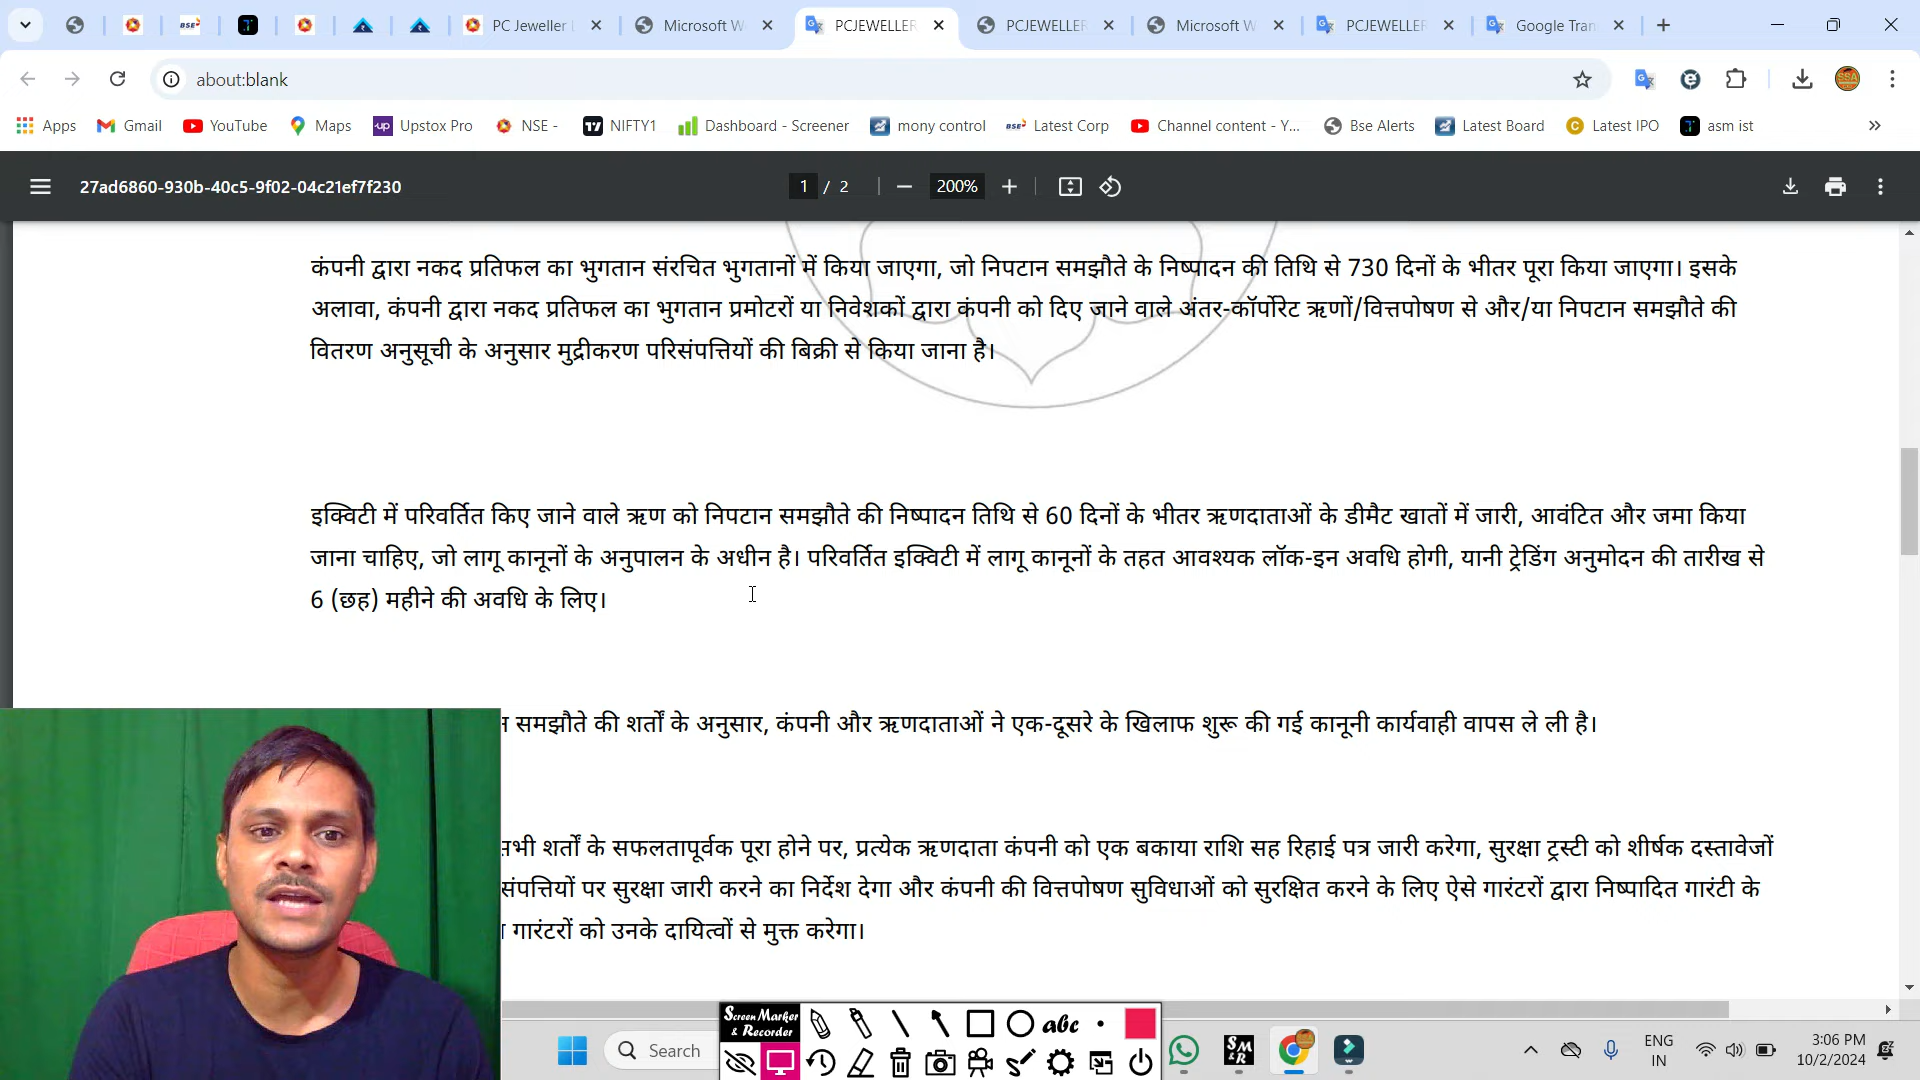 PC Jeweller
Microsoft W
PCJEWELLER
PCJEWELLER
Microsoft W
PCJEWELLER
Google Tran
about:blank
Apps
Gmail
YouTube
Maps
Upstox Pro
NSE -
NIFTY1
Dashboard - Screener
mony control
Latest Corp
Channel content - Y...
Bse Alerts
Latest Board
Latest IPO
asm ist
27ad6860-930b-40c5-9f02-04c21ef7f230
1 / 2
200%
कंपनी द्वारा नकद प्रतिफल का भुगतान संरचित भुगतानों में किया जाएगा, जो निपटान समझौते के निष्पादन की तिथि से 730 दिनों के भीतर पूरा किया जाएगा। इसके
अलावा, कंपनी द्वारा नकद प्रतिफल का भुगतान प्रमोटरों या निवेशकों द्वारा कंपनी को दिए जाने वाले अंतर-कॉर्पोरेट ऋणों/वित्तपोषण से और/या निपटान समझौते की
वितरण अनुसूची के अनुसार मुद्रीकरण परिसंपत्तियों की बिक्री से किया जाना है।
इक्विटी में परिवर्तित किए जाने वाले ऋण को निपटान समझौते की निष्पादन तिथि से 60 दिनों के भीतर ऋणदाताओं के डीमैट खातों में जारी, आवंटित और जमा किया
जाना चाहिए, जो लागू कानूनों के अनुपालन के अधीन है। परिवर्तित इक्विटी में लागू कानूनों के तहत आवश्यक लॉक-इन अवधि होगी, यानी ट्रेडिंग अनुमोदन की तारीख से
6 (छह) महीने की अवधि के लिए।
समझौते की शर्तों के अनुसार, कंपनी और ऋणदाताओं ने एक-दूसरे के खिलाफ शुरू की गई कानूनी कार्यवाही वापस ले ली है।
सभी शर्तों के सफलतापूर्वक पूरा होने पर, प्रत्येक ऋणदाता कंपनी को एक बकाया राशि सह रिहाई पत्र जारी करेगा, सुरक्षा ट्रस्टी को शीर्षक दस्तावेजों
संपत्तियों पर सुरक्षा जारी करने का निर्देश देगा और कंपनी की वित्तपोषण सुविधाओं को सुरक्षित करने के लिए ऐसे गारंटरों द्वारा निष्पादित गारंटी के
गारंटरों को उनके दायित्वों से मुक्त करेगा।
Screen Marker
& Recorder
abc
Search
SM
&R
ENG
IN
3:06 PM
10/2/2024